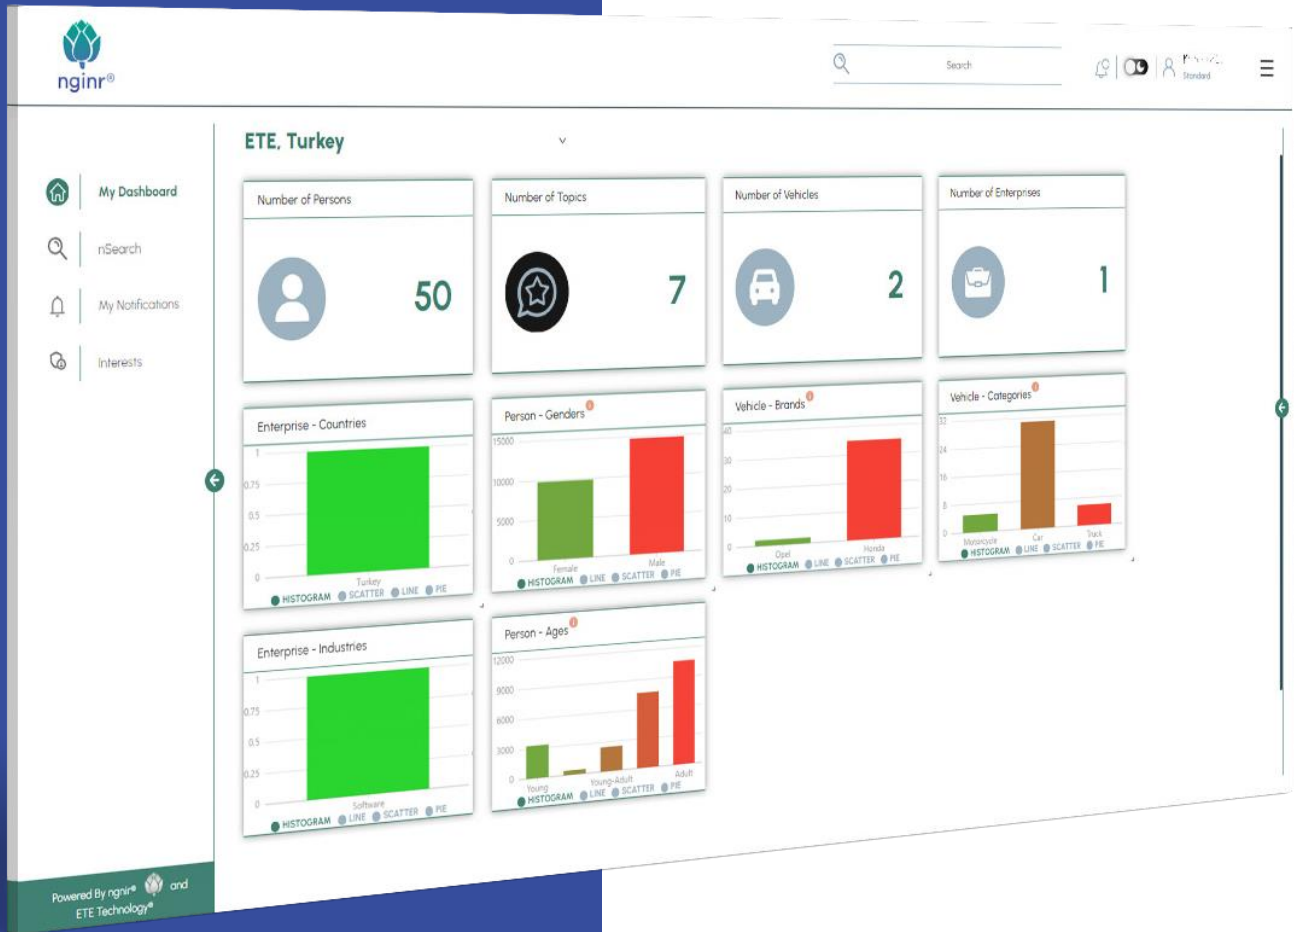 nginr®
Search
Standard
ETE, Turkey
My Dashboard
nSearch
My Notifications
Interests
Number of Persons
50
Number of Topics
7
Number of Vehicles
2
Number of Enterprises
1
Enterprise - Countries
1
0.75
0.5
0.25
0
Turkey
HISTOGRAM SCATTER LINE PIE
Person - Genders
15000
10000
5000
0
Female Male
HISTOGRAM LINE SCATTER PIE
Vehicle - Brands
40
30
20
10
0
Opel Honda
HISTOGRAM LINE SCATTER PIE
Vehicle - Categories
32
24
16
8
0
Motorcycle Car Truck
HISTOGRAM LINE SCATTER PIE
Enterprise - Industries
1
0.75
0.5
0.25
0
Software
HISTOGRAM LINE SCATTER PIE
Person - Ages
12000
9000
6000
3000
0
Young Young-Adult Adult
HISTOGRAM LINE SCATTER PIE
Powered By ngnir® and
ETE Technology®